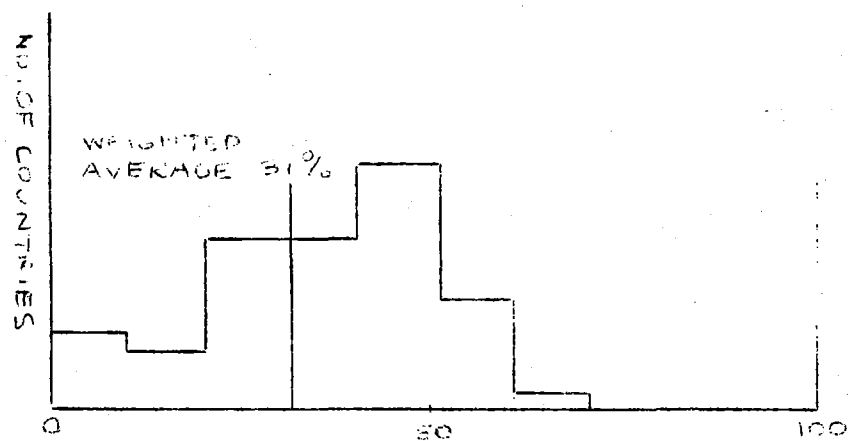 NO. OF COUNTRIES
WEIGHTED
AVERAGE 31%
0
50
100